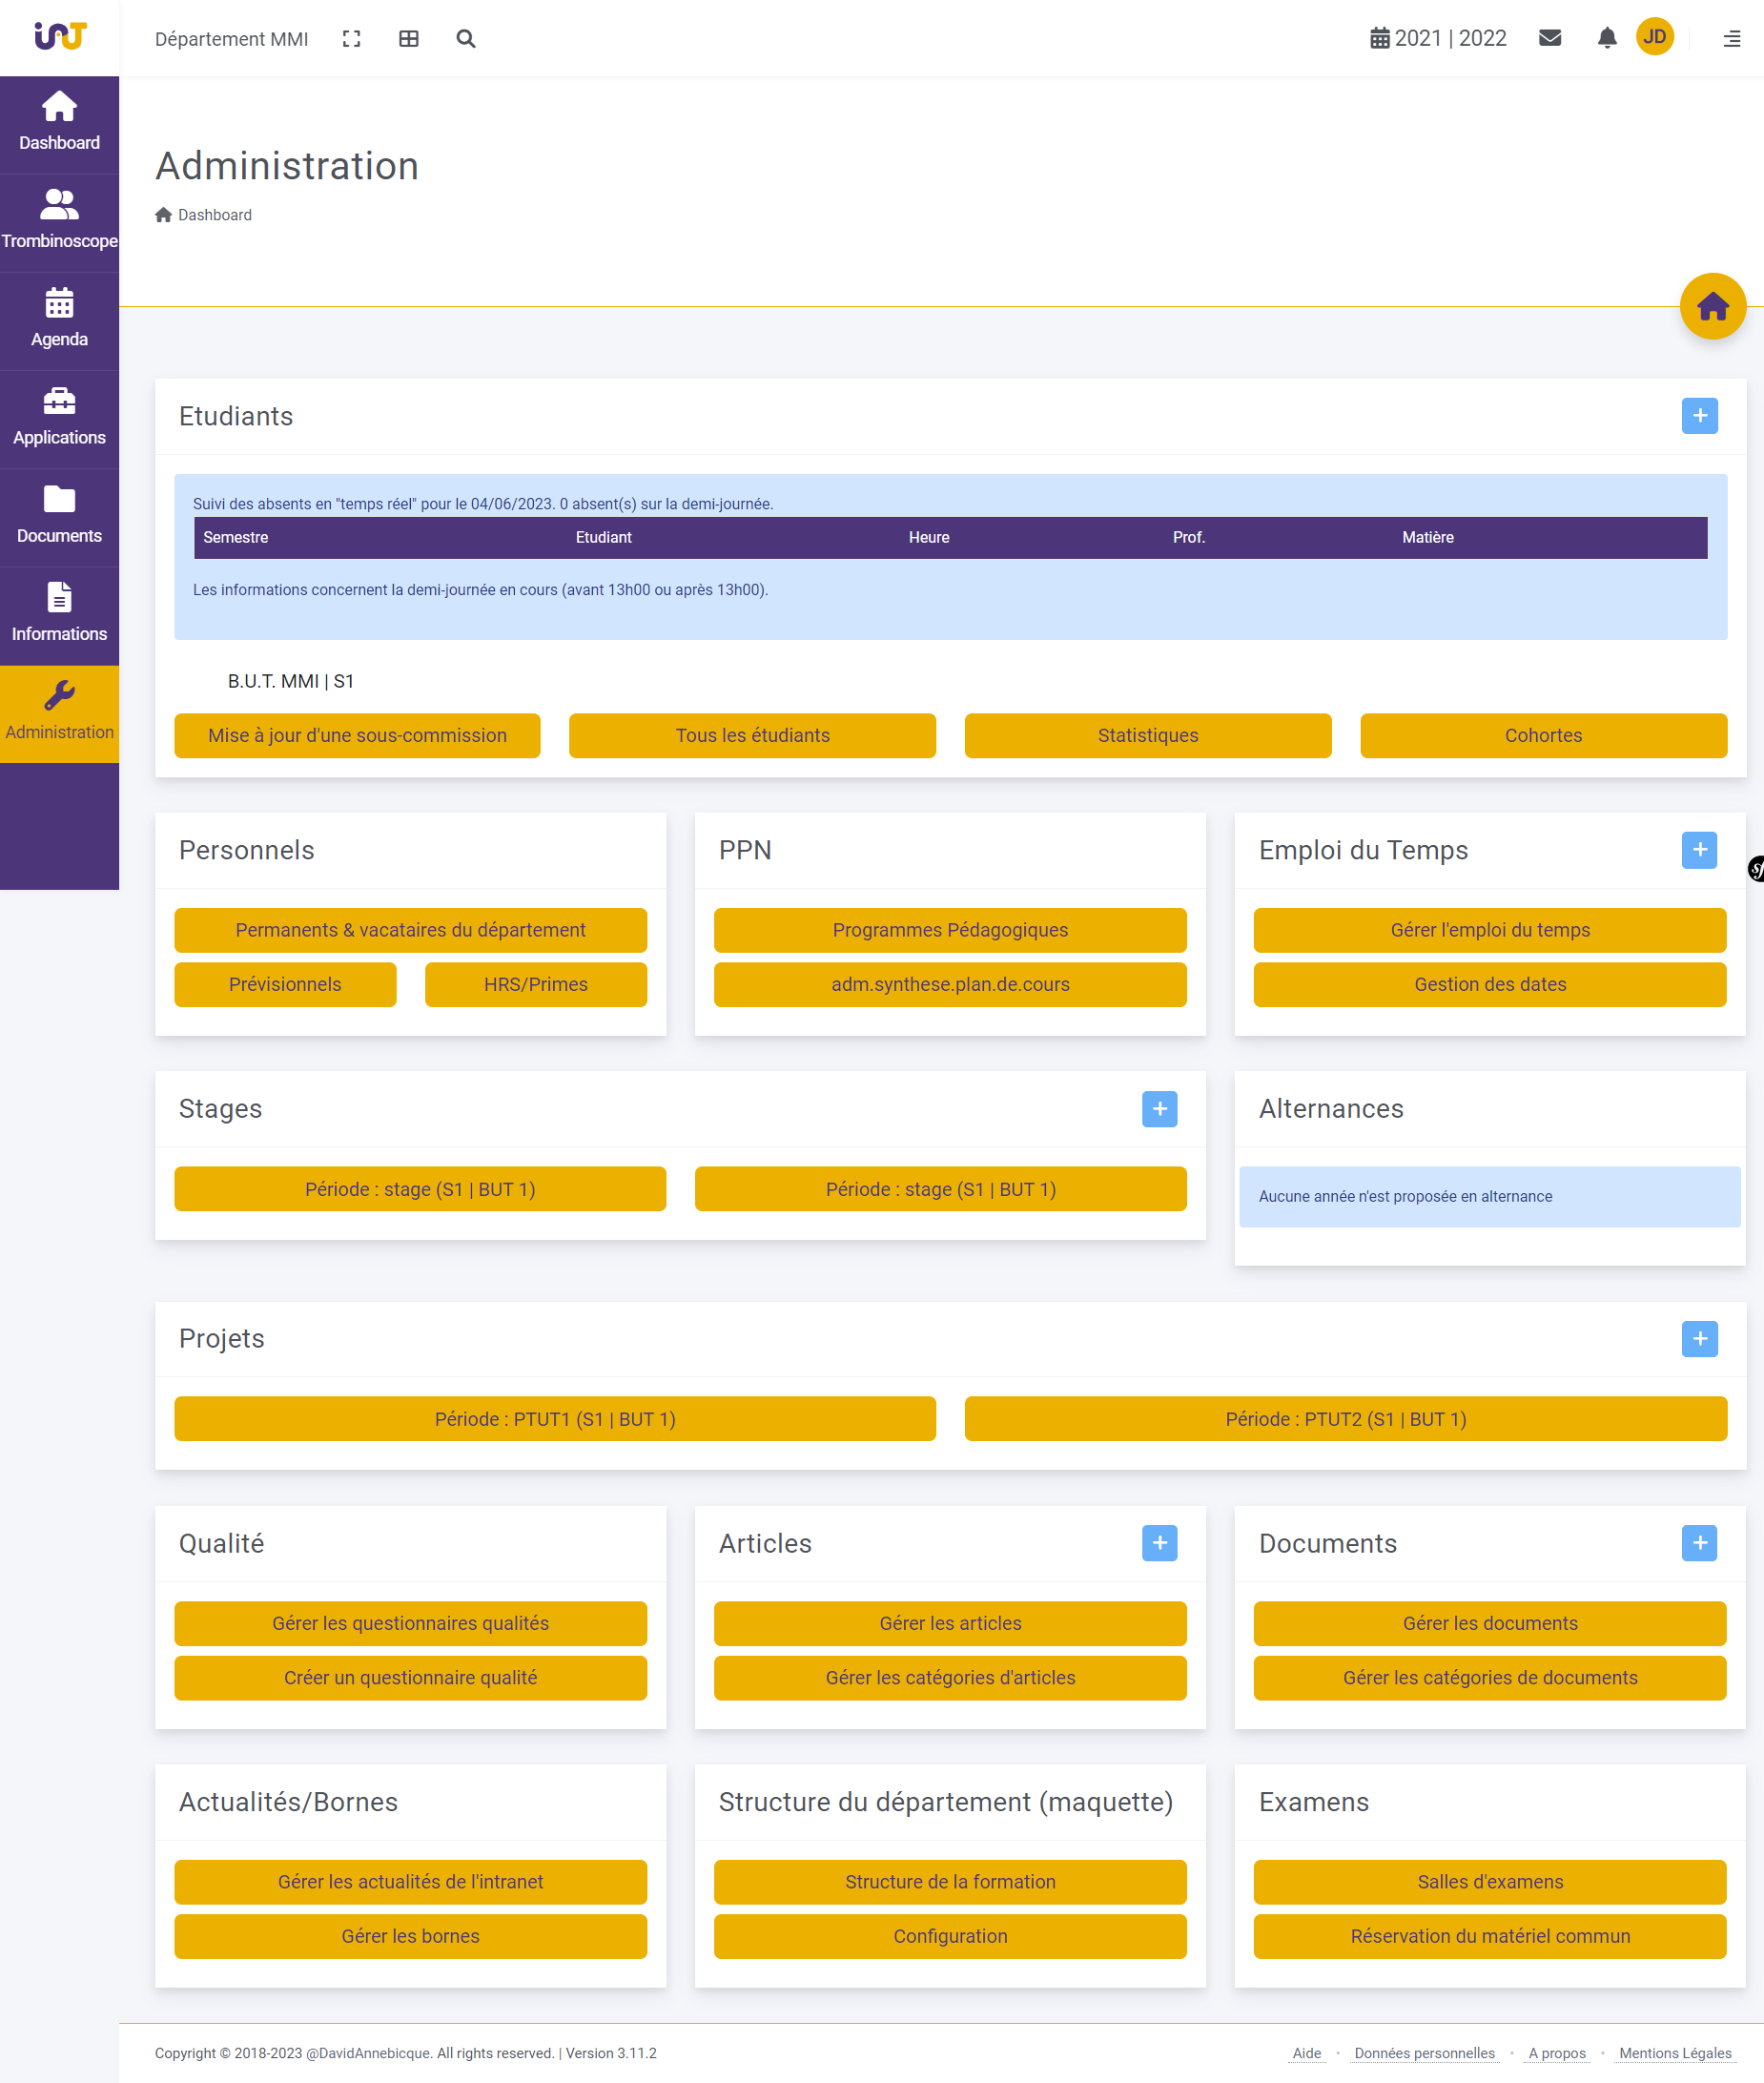 iUT
Département MMI
2021 | 2022
JD
Dashboard
Trombinoscope
Agenda
Applications
Documents
Informations
Administration
Administration
Dashboard
Etudiants
Suivi des absents en "temps réel" pour le 04/06/2023. 0 absent(s) sur la demi-journée.
Semestre Etudiant Heure Prof. Matière
Les informations concernent la demi-journée en cours (avant 13h00 ou après 13h00).
B.U.T. MMI | S1
Mise à jour d'une sous-commission
Tous les étudiants
Statistiques
Cohortes
Personnels
Permanents & vacataires du département
Prévisionnels
HRS/Primes
PPN
Programmes Pédagogiques
adm.synthese.plan.de.cours
Emploi du Temps
Gérer l'emploi du temps
Gestion des dates
sf
Stages
Période : stage (S1 | BUT 1)
Période : stage (S1 | BUT 1)
Alternances
Aucune année n'est proposée en alternance
Projets
Période : PTUT1 (S1 | BUT 1)
Période : PTUT2 (S1 | BUT 1)
Qualité
Gérer les questionnaires qualités
Créer un questionnaire qualité
Articles
Gérer les articles
Gérer les catégories d'articles
Documents
Gérer les documents
Gérer les catégories de documents
Actualités/Bornes
Gérer les actualités de l'intranet
Gérer les bornes
Structure du département (maquette)
Structure de la formation
Configuration
Examens
Salles d'examens
Réservation du matériel commun
Copyright © 2018-2023 @DavidAnnebicque. All rights reserved. | Version 3.11.2
Aide • Données personnelles • A propos • Mentions Légales